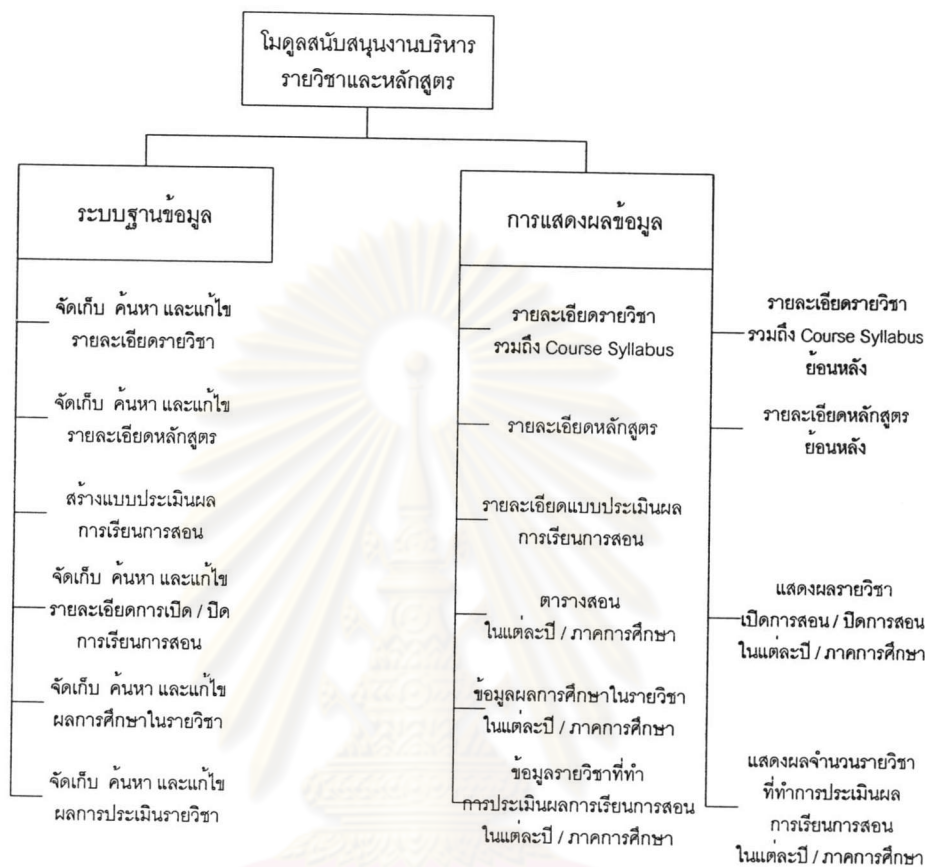 โมดูลสนับสนุนงานบริหาร
รายวิชาและหลักสูตร
ระบบฐานข้อมูล
จัดเก็บ ค้นหา และแก้ไข
รายละเอียดรายวิชา
จัดเก็บ ค้นหา และแก้ไข
รายละเอียดหลักสูตร
สร้างแบบประเมินผล
การเรียนการสอน
จัดเก็บ ค้นหา และแก้ไข
รายละเอียดการเปิด / ปิด
การเรียนการสอน
จัดเก็บ ค้นหา และแก้ไข
ผลการศึกษาในรายวิชา
จัดเก็บ ค้นหา และแก้ไข
ผลการประเมินรายวิชา
การแสดงผลข้อมูล
รายละเอียดรายวิชา
รวมถึง Course Syllabus
รายละเอียดหลักสูตร
รายละเอียดแบบประเมินผล
การเรียนการสอน
ตารางสอน
ในแต่ละปี / ภาคการศึกษา
ข้อมูลผลการศึกษาในรายวิชา
ในแต่ละปี / ภาคการศึกษา
ข้อมูลรายวิชาที่ทำ
การประเมินผลการเรียนการสอน
ในแต่ละปี / ภาคการศึกษา
รายละเอียดรายวิชา
รวมถึง Course Syllabus
ย้อนหลัง
รายละเอียดหลักสูตร
ย้อนหลัง
แสดงผลรายวิชา
เปิดการสอน / ปิดการสอน
ในแต่ละปี / ภาคการศึกษา
แสดงผลจำนวนรายวิชา
ที่ทำการประเมินผล
การเรียนการสอน
ในแต่ละปี / ภาคการศึกษา